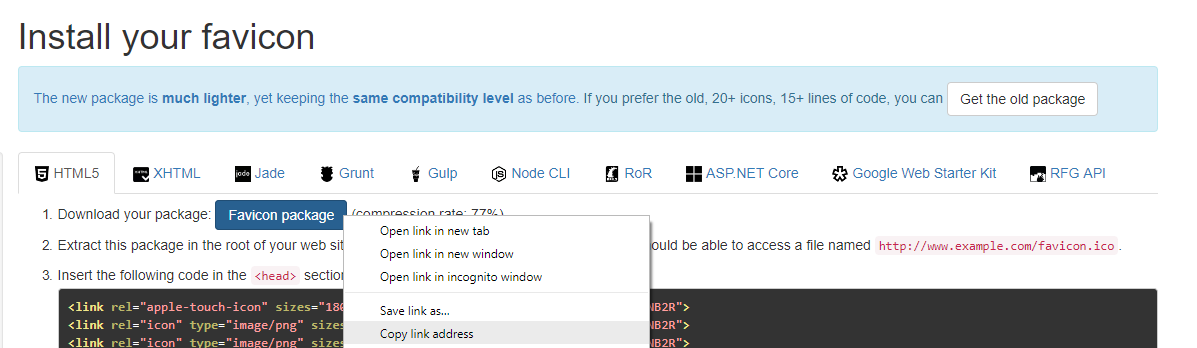 Install your favicon
The new package is much lighter, yet keeping the same compatibility level as before. If you prefer the old, 20+ icons, 15+ lines of code, you can Get the old package
HTML5 XHTML Jade Grunt Gulp Node CLI RoR ASP.NET Core Google Web Starter Kit RFG API
1. Download your package: Favicon package (compression rate: 77%)
Open link in new tab
2. Extract this package in the root of your web sit
ould be able to access a file named http://www.example.com/favicon.ico.
Open link in new window
3. Insert the following code in the <head> section
Open link in incognito window
<link rel="apple-touch-icon" sizes="180
NB2R">
Save link as...
<link rel="icon" type="image/png" sizes
NB2R">
Copy link address
<link rel="icon" type="image/png" sizes
NB2R">